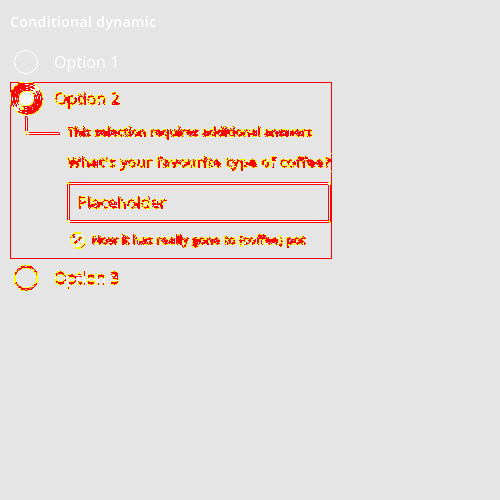 Conditional dynamic
Option 1
Option 2
This selection requires additional answers
What's your favourite type of coffee?
Placeholder
Now it has really gone to (coffee) pot
Option 3